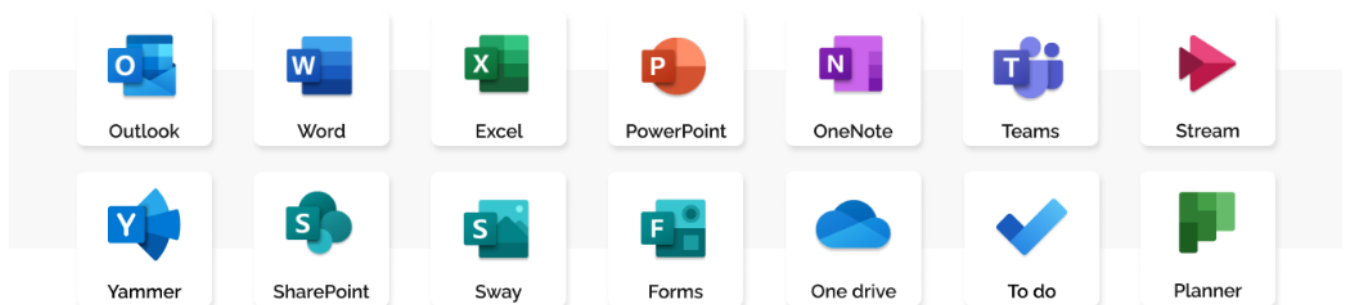 O W X P N T
Outlook Word Excel PowerPoint OneNote Teams Stream
Y S S F
Yammer SharePoint Sway Forms One drive To do Planner